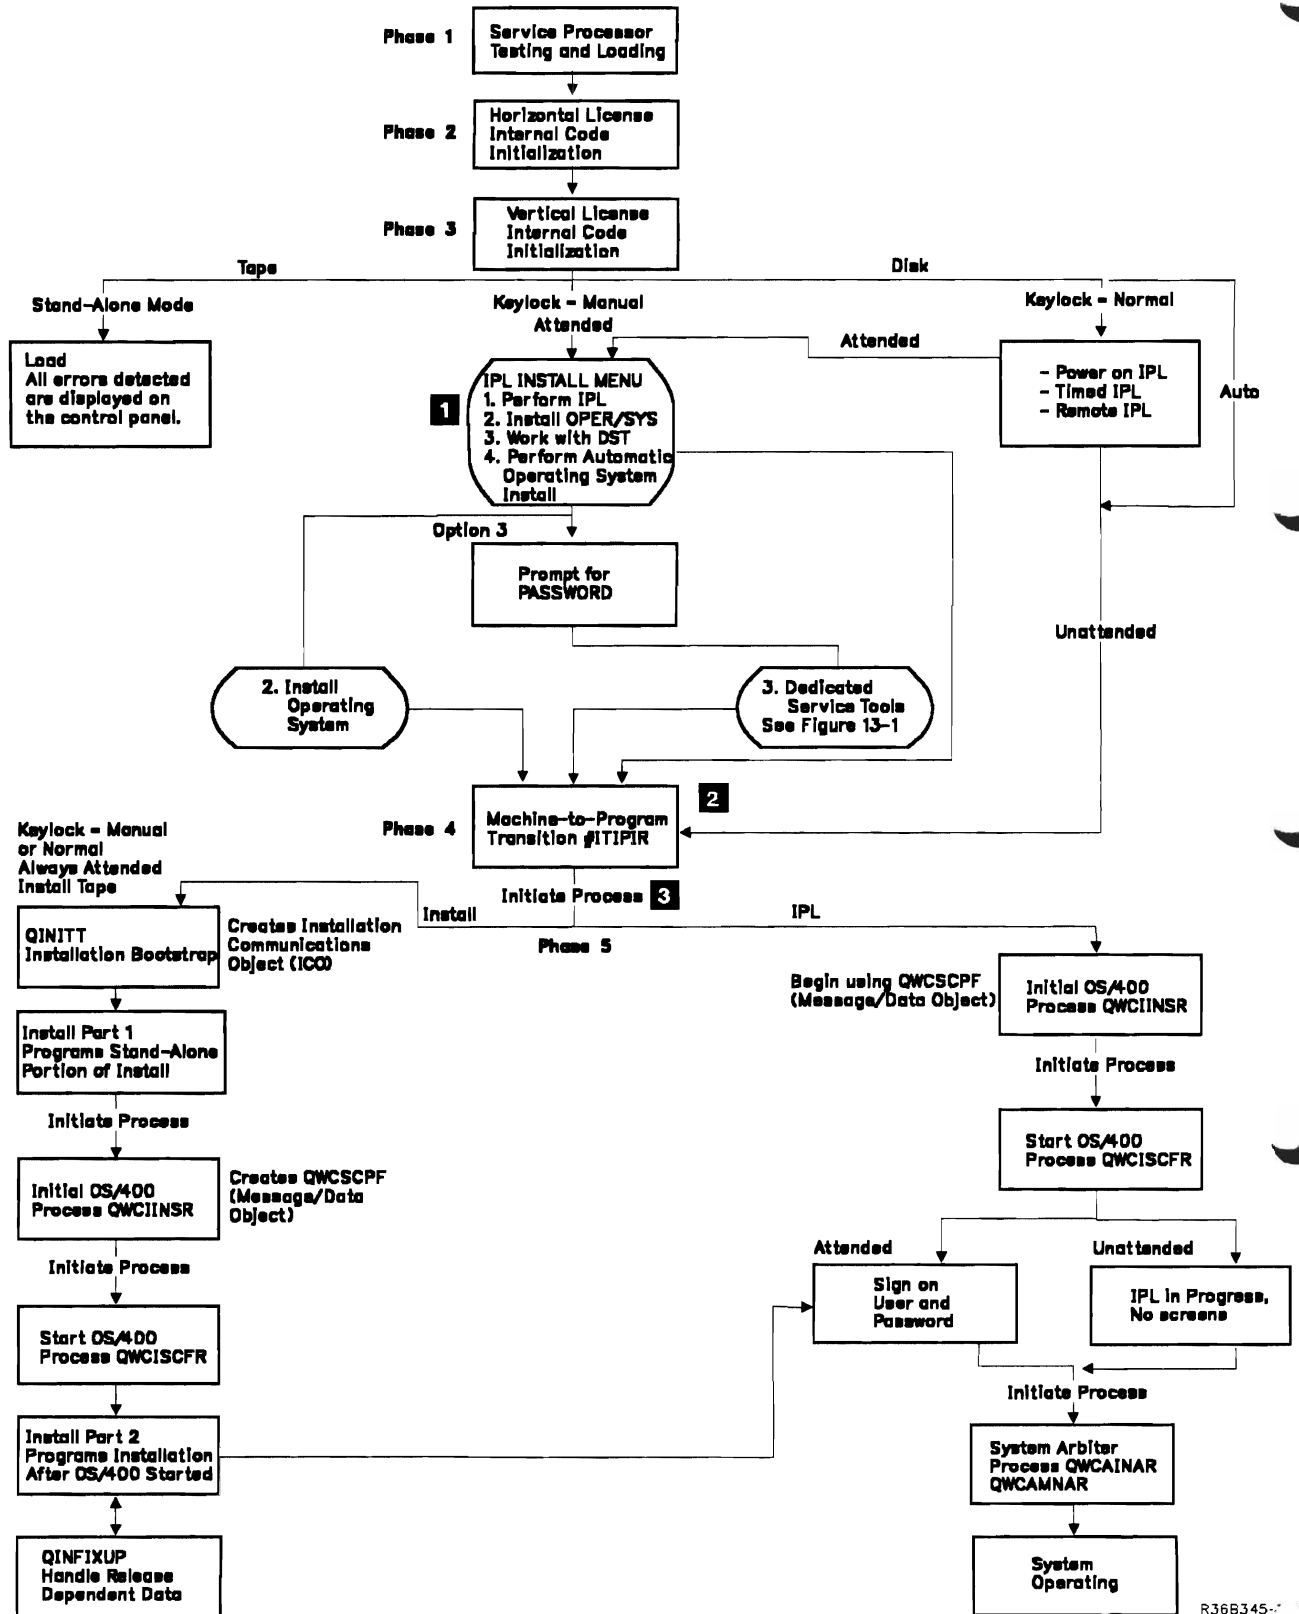 Phase 1
Service Processor
Testing and Loading
Phase 2
Horizontal License
Internal Code
Initialization
Phase 3
Vertical License
Internal Code
Initialization
Tape
Disk
Stand-Alone Mode
Keylock - Manual
Attended
Keylock - Normal
Attended
Load
All errors detected
are displayed on
the control panel.
1
IPL INSTALL MENU
1. Perform IPL
2. Install OPER/SYS
3. Work with DST
4. Perform Automatic
Operating System
Install
- Power on IPL
- Timed IPL
- Remote IPL
Auto
Option 3
Prompt for
PASSWORD
Unattended
2. Install
Operating
System
3. Dedicated
Service Tools
See Figure 13-1
2
Phase 4
Machine-to-Program
Transition #ITIPIR
Keylock - Manual
or Normal
Always Attended
Install Tape
Initiate Process 3
Install
IPL
Phase 5
QINITT
Installation Bootstrap
Creates Installation
Communications
Object (ICO)
Begin using QWCSCPF
(Message/Data Object)
Initial OS/400
Process QWCIINSR
Install Part 1
Programs Stand-Alone
Portion of Install
Initiate Process
Initiate Process
Start OS/400
Process QWCISCFR
Initial OS/400
Process QWCIINSR
Creates QWCSCPF
(Message/Data
Object)
Initiate Process
Attended
Unattended
Sign on
User and
Password
IPL in Progress,
No screens
Start OS/400
Process QWCISCFR
Initiate Process
Install Part 2
Programs Installation
After OS/400 Started
System Arbiter
Process QWCAINAR
QWCAMNAR
QINFIXUP
Handle Release
Dependent Data
System
Operating
R36B345-